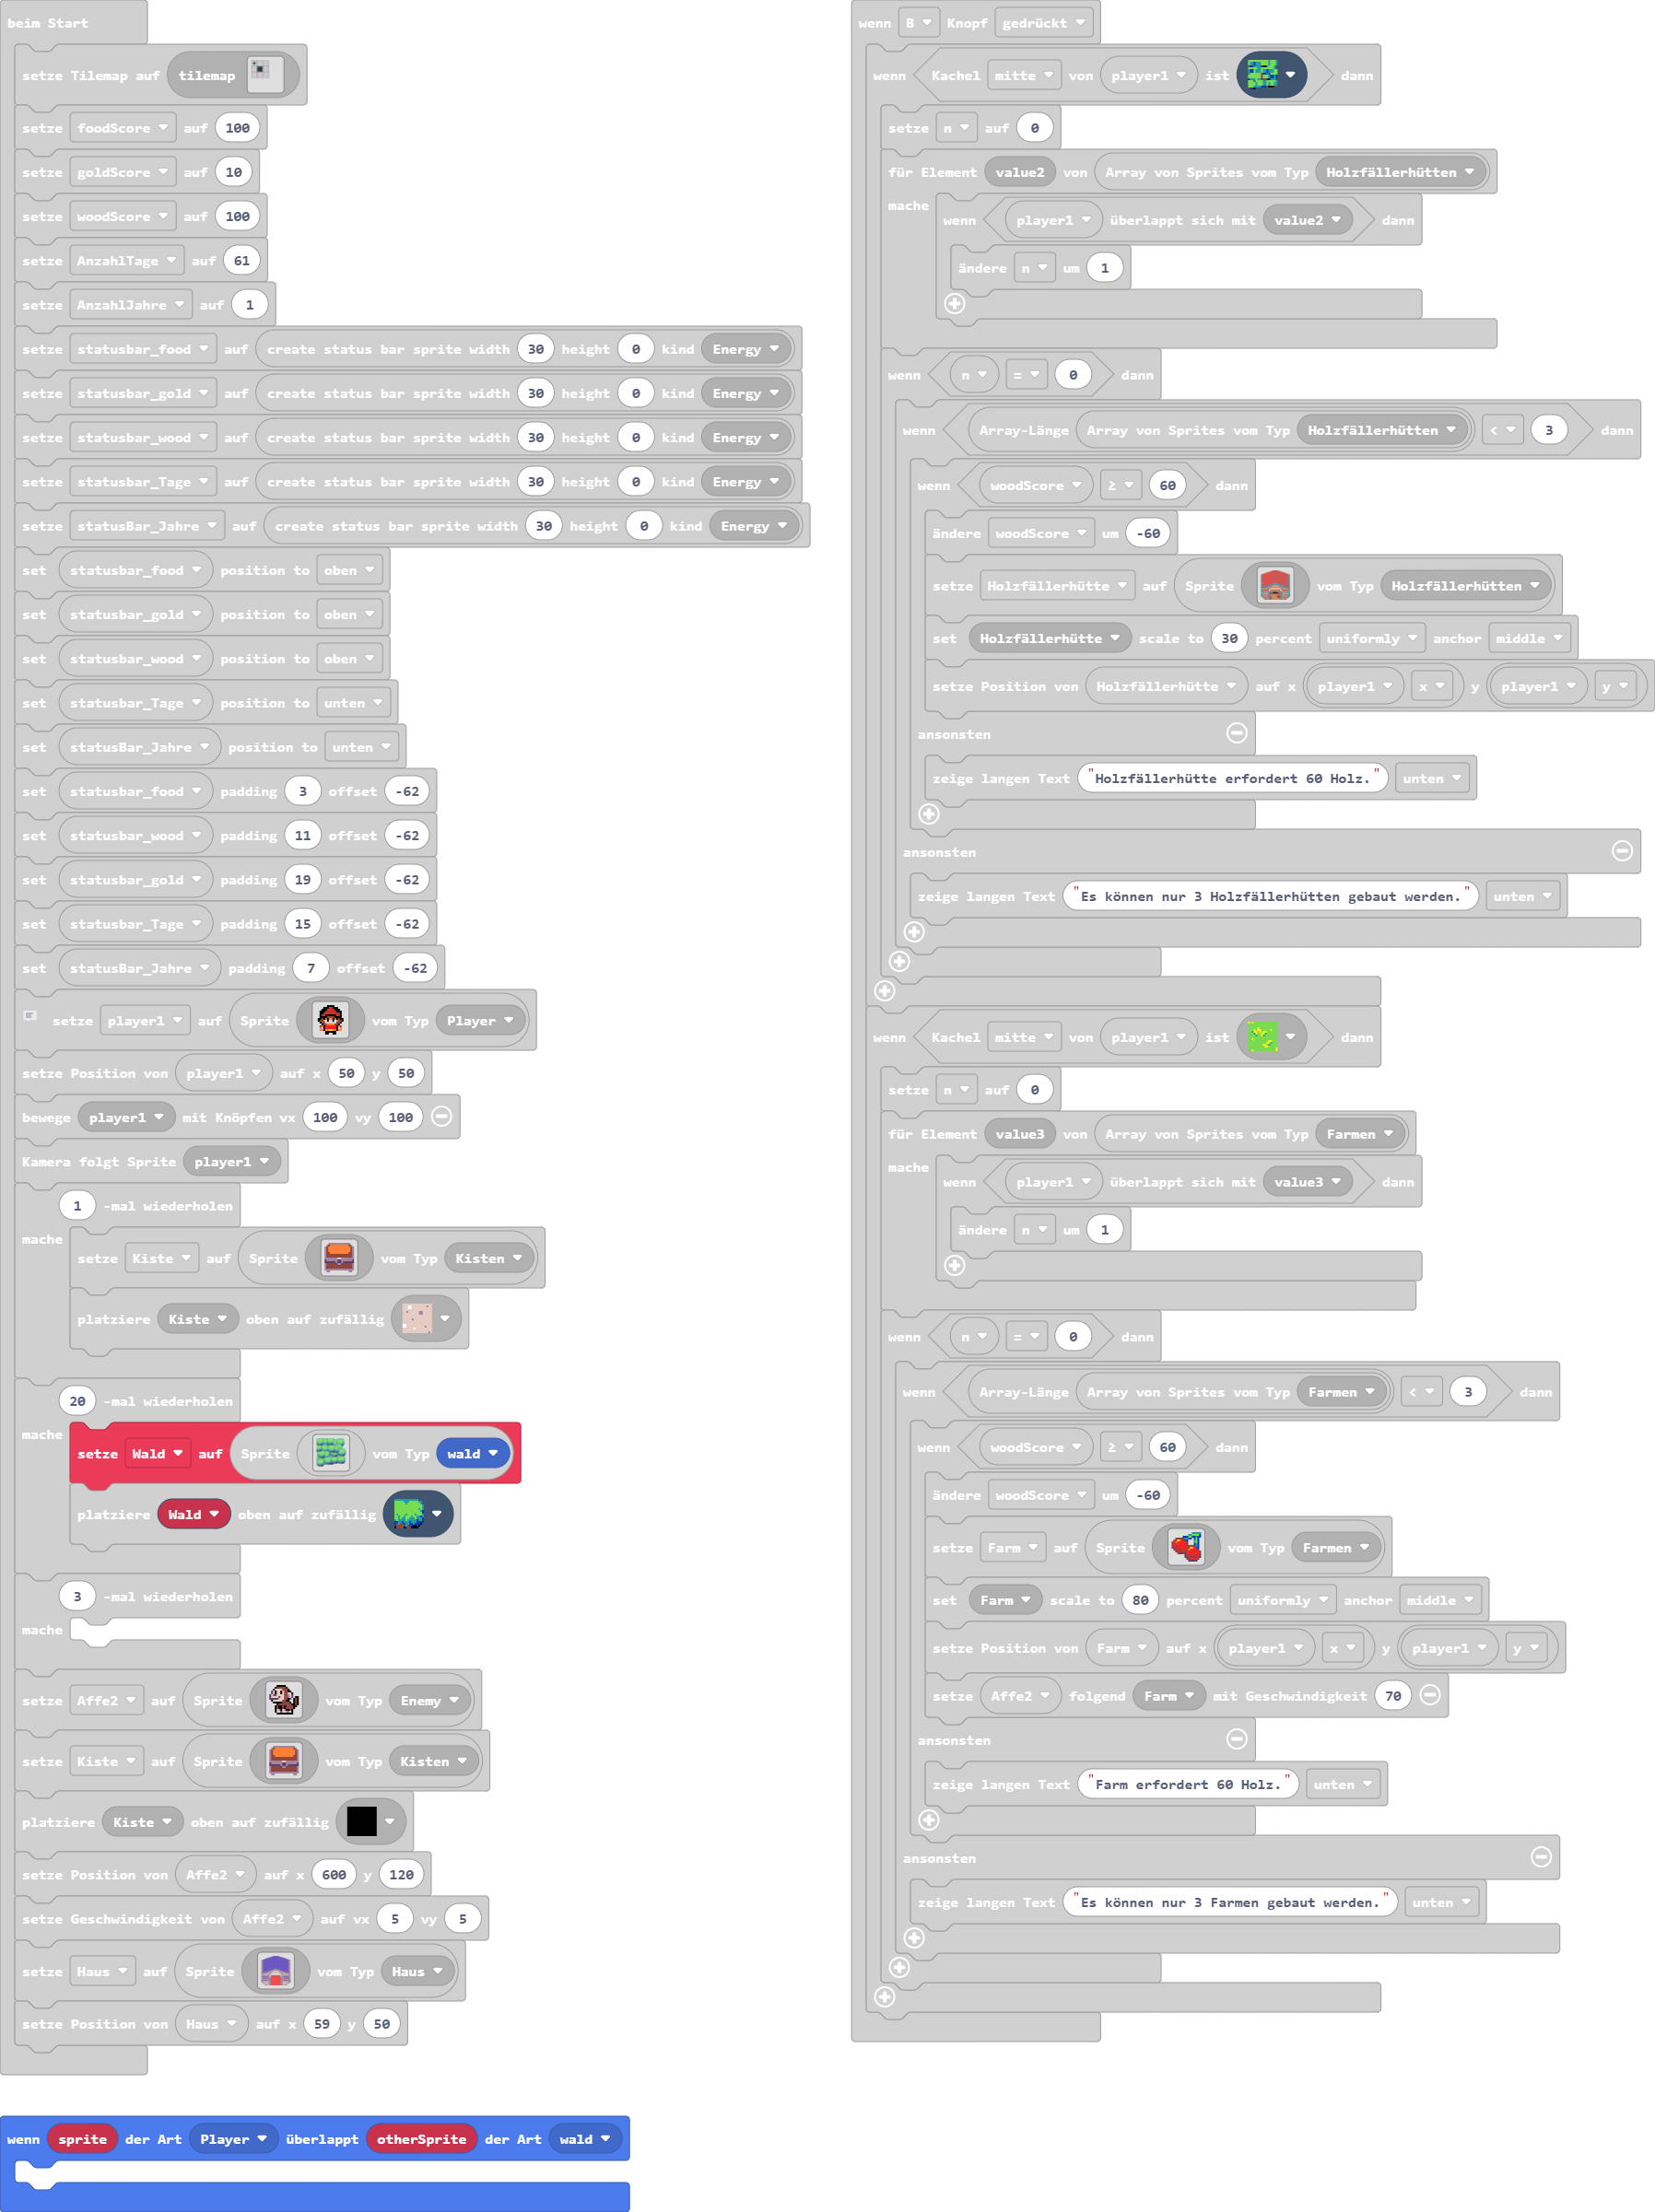 beim Start
setze Tilemap auf tilemap
setze foodScore auf 100
setze goldScore auf 10
setze woodScore auf 100
setze AnzahlTage auf 61
setze AnzahlJahre auf 1
setze statusbar_food auf create status bar sprite width 30 height 0 kind Energy
setze statusbar_gold auf create status bar sprite width 30 height 0 kind Energy
setze statusbar_wood auf create status bar sprite width 30 height 0 kind Energy
setze statusbar_Tage auf create status bar sprite width 30 height 0 kind Energy
setze statusBar_Jahre auf create status bar sprite width 30 height 0 kind Energy
set statusbar_food position to oben
set statusbar_gold position to oben
set statusbar_wood position to oben
set statusbar_Tage position to unten
set statusBar_Jahre position to unten
set statusbar_food padding 3 offset -62
set statusbar_wood padding 11 offset -62
set statusbar_gold padding 19 offset -62
set statusbar_Tage padding 15 offset -62
set statusBar_Jahre padding 7 offset -62
setze player1 auf Sprite vom Typ Player
setze Position von player1 auf x 50 y 50
bewege player1 mit Knöpfen vx 100 vy 100
Kamera folgt Sprite player1
1 -mal wiederholen
mache
setze Kiste auf Sprite vom Typ Kisten
platziere Kiste oben auf zufällig
20 -mal wiederholen
mache
setze Wald auf Sprite vom Typ wald
platziere Wald oben auf zufällig
3 -mal wiederholen
mache
setze Affe2 auf Sprite vom Typ Enemy
setze Kiste auf Sprite vom Typ Kisten
platziere Kiste oben auf zufällig
setze Position von Affe2 auf x 600 y 120
setze Geschwindigkeit von Affe2 auf vx 5 vy 5
setze Haus auf Sprite vom Typ Haus
setze Position von Haus auf x 59 y 50
wenn sprite der Art Player überlappt otherSprite der Art wald
wenn B Knopf gedrückt
wenn Kachel mitte von player1 ist dann
setze n auf 0
für Element value2 von Array von Sprites vom Typ Holzfällerhütten
mache
wenn player1 überlappt sich mit value2 dann
ändere n um 1
wenn n = 0 dann
wenn Array-Länge Array von Sprites vom Typ Holzfällerhütten < 3 dann
wenn woodScore ≥ 60 dann
ändere woodScore um -60
setze Holzfällerhütte auf Sprite vom Typ Holzfällerhütten
set Holzfällerhütte scale to 30 percent uniformly anchor middle
setze Position von Holzfällerhütte auf x player1 x y player1 y
ansonsten
zeige langen Text "Holzfällerhütte erfordert 60 Holz." unten
ansonsten
zeige langen Text "Es können nur 3 Holzfällerhütten gebaut werden." unten
wenn Kachel mitte von player1 ist dann
setze n auf 0
für Element value3 von Array von Sprites vom Typ Farmen
mache
wenn player1 überlappt sich mit value3 dann
ändere n um 1
wenn n = 0 dann
wenn Array-Länge Array von Sprites vom Typ Farmen < 3 dann
wenn woodScore ≥ 60 dann
ändere woodScore um -60
setze Farm auf Sprite vom Typ Farmen
set Farm scale to 80 percent uniformly anchor middle
setze Position von Farm auf x player1 x y player1 y
setze Affe2 folgend Farm mit Geschwindigkeit 70
ansonsten
zeige langen Text "Farm erfordert 60 Holz." unten
ansonsten
zeige langen Text "Es können nur 3 Farmen gebaut werden." unten